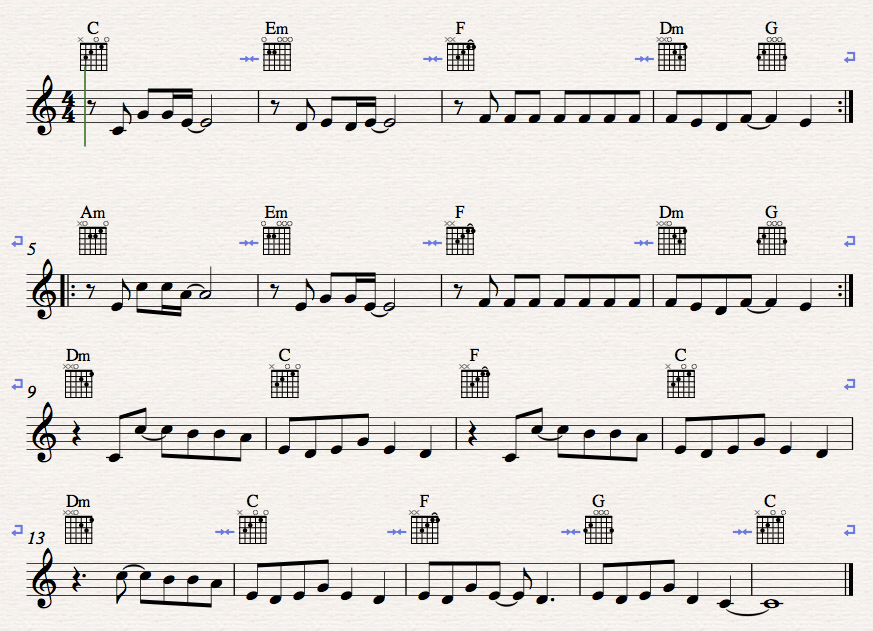 C Em F Dm G
4
4
Am Em F Dm G
5
Dm C F C
9
Dm C F G C
13